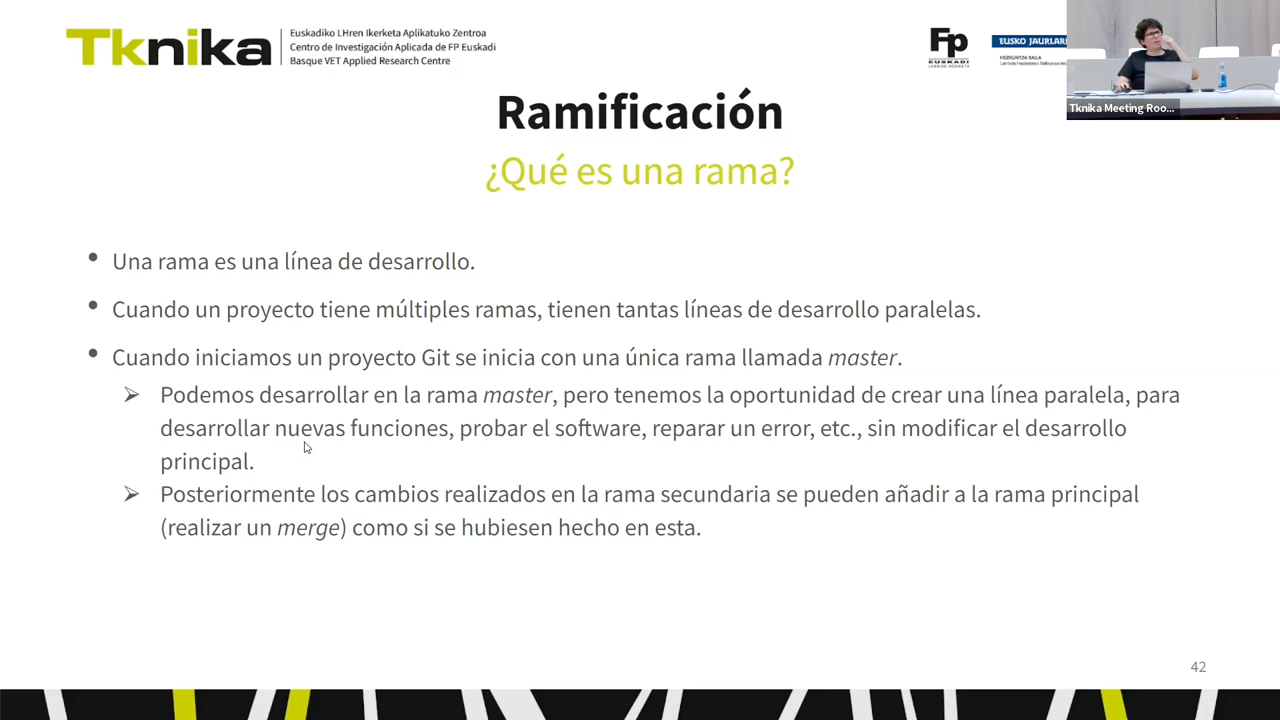 Tknika
Euskadiko LHren Ikerketa Aplikatuko Zentroa
Centro de Investigación Aplicada de FP Euskadi
Basque VET Applied Research Centre
Fp
EUSKADI
LANBIDE HEZIKETA
EUSKO JAURLARI
HEZKUNTZA SAILA
Tknika Meeting Roo...
Ramificación
¿Qué es una rama?
• Una rama es una línea de desarrollo.
• Cuando un proyecto tiene múltiples ramas, tienen tantas líneas de desarrollo paralelas.
• Cuando iniciamos un proyecto Git se inicia con una única rama llamada master.
➢ Podemos desarrollar en la rama master, pero tenemos la oportunidad de crear una línea paralela, para
desarrollar nuevas funciones, probar el software, reparar un error, etc., sin modificar el desarrollo
principal.
➢ Posteriormente los cambios realizados en la rama secundaria se pueden añadir a la rama principal
(realizar un merge) como si se hubiesen hecho en esta.
42